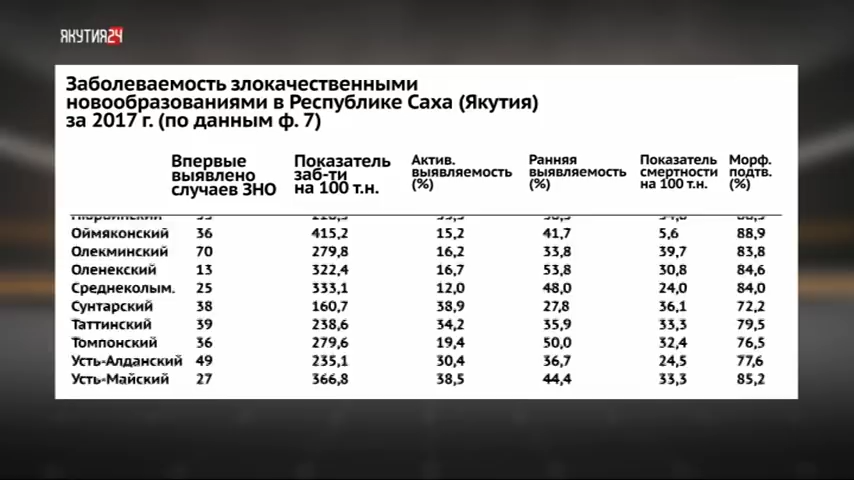 ЯКУТИЯ24
Заболеваемость злокачественными
новообразованиями в Республике Саха (Якутия)
за 2017 г. (по данным ф. 7)
Впервые выявлено случаев ЗНО Показатель заб-ти на 100 т.н. Актив. выявляемость (%) Ранняя выявляемость (%) Показатель смертности на 100 т.н. Морф. подтв. (%)
Оймяконский 36 415,2 15,2 41,7 5,6 88,9
Олекминский 70 279,8 16,2 33,8 39,7 83,8
Оленекский 13 322,4 16,7 53,8 30,8 84,6
Среднеколым. 25 333,1 12,0 48,0 24,0 84,0
Сунтарский 38 160,7 38,9 27,8 36,1 72,2
Таттинский 39 238,6 34,2 35,9 33,3 79,5
Томпонский 36 279,6 19,4 50,0 32,4 76,5
Усть-Алданский 49 235,1 30,4 36,7 24,5 77,6
Усть-Майский 27 366,8 38,5 44,4 33,3 85,2